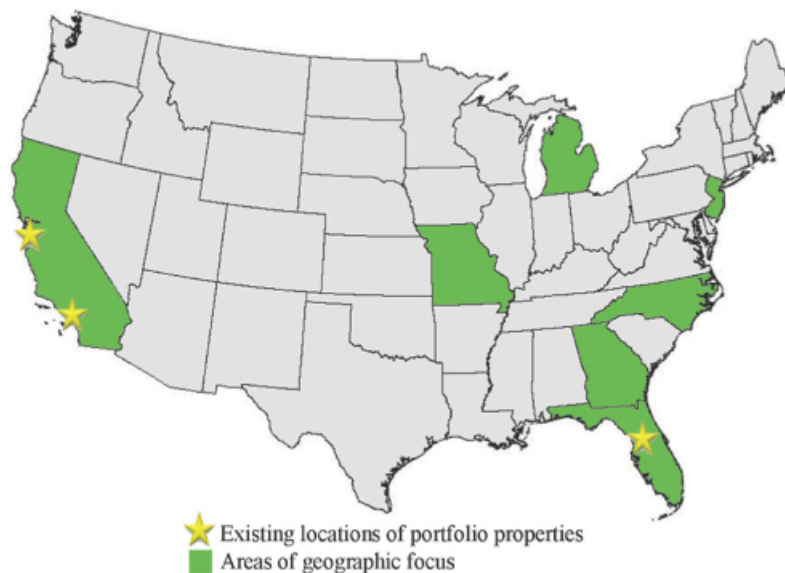 Existing locations of portfolio properties
Areas of geographic focus